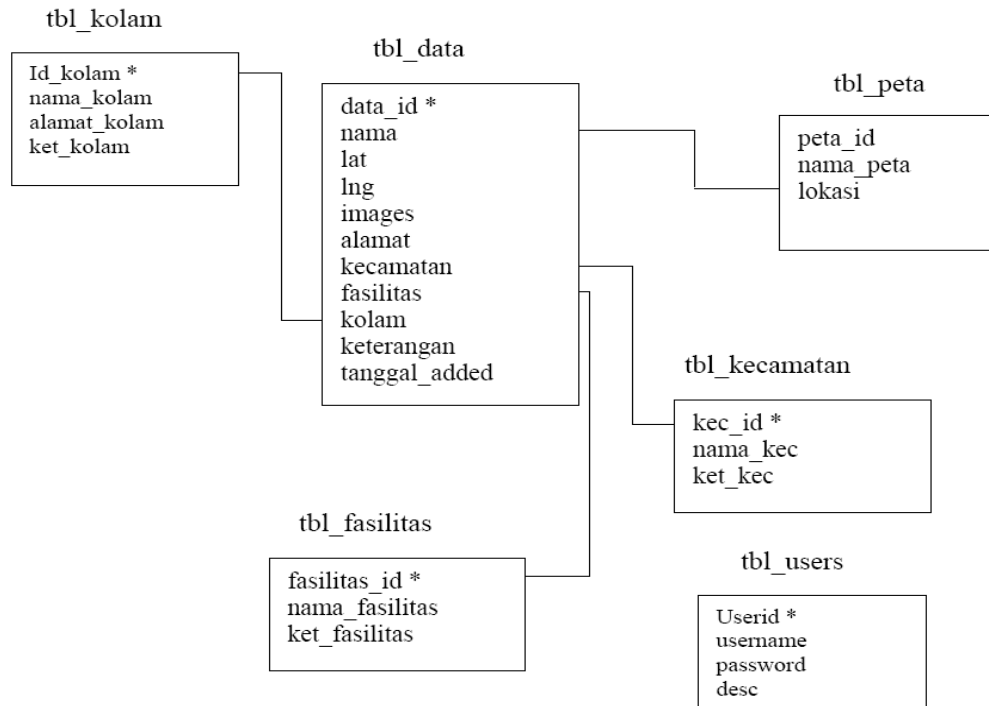 tbl_kolam
Id_kolam *
nama_kolam
alamat_kolam
ket_kolam
tbl_data
data_id *
nama
lat
lng
images
alamat
kecamatan
fasilitas
kolam
keterangan
tanggal_added
tbl_peta
peta_id
nama_peta
lokasi
tbl_kecamatan
kec_id *
nama_kec
ket_kec
tbl_fasilitas
fasilitas_id *
nama_fasilitas
ket_fasilitas
tbl_users
Userid *
username
password
desc